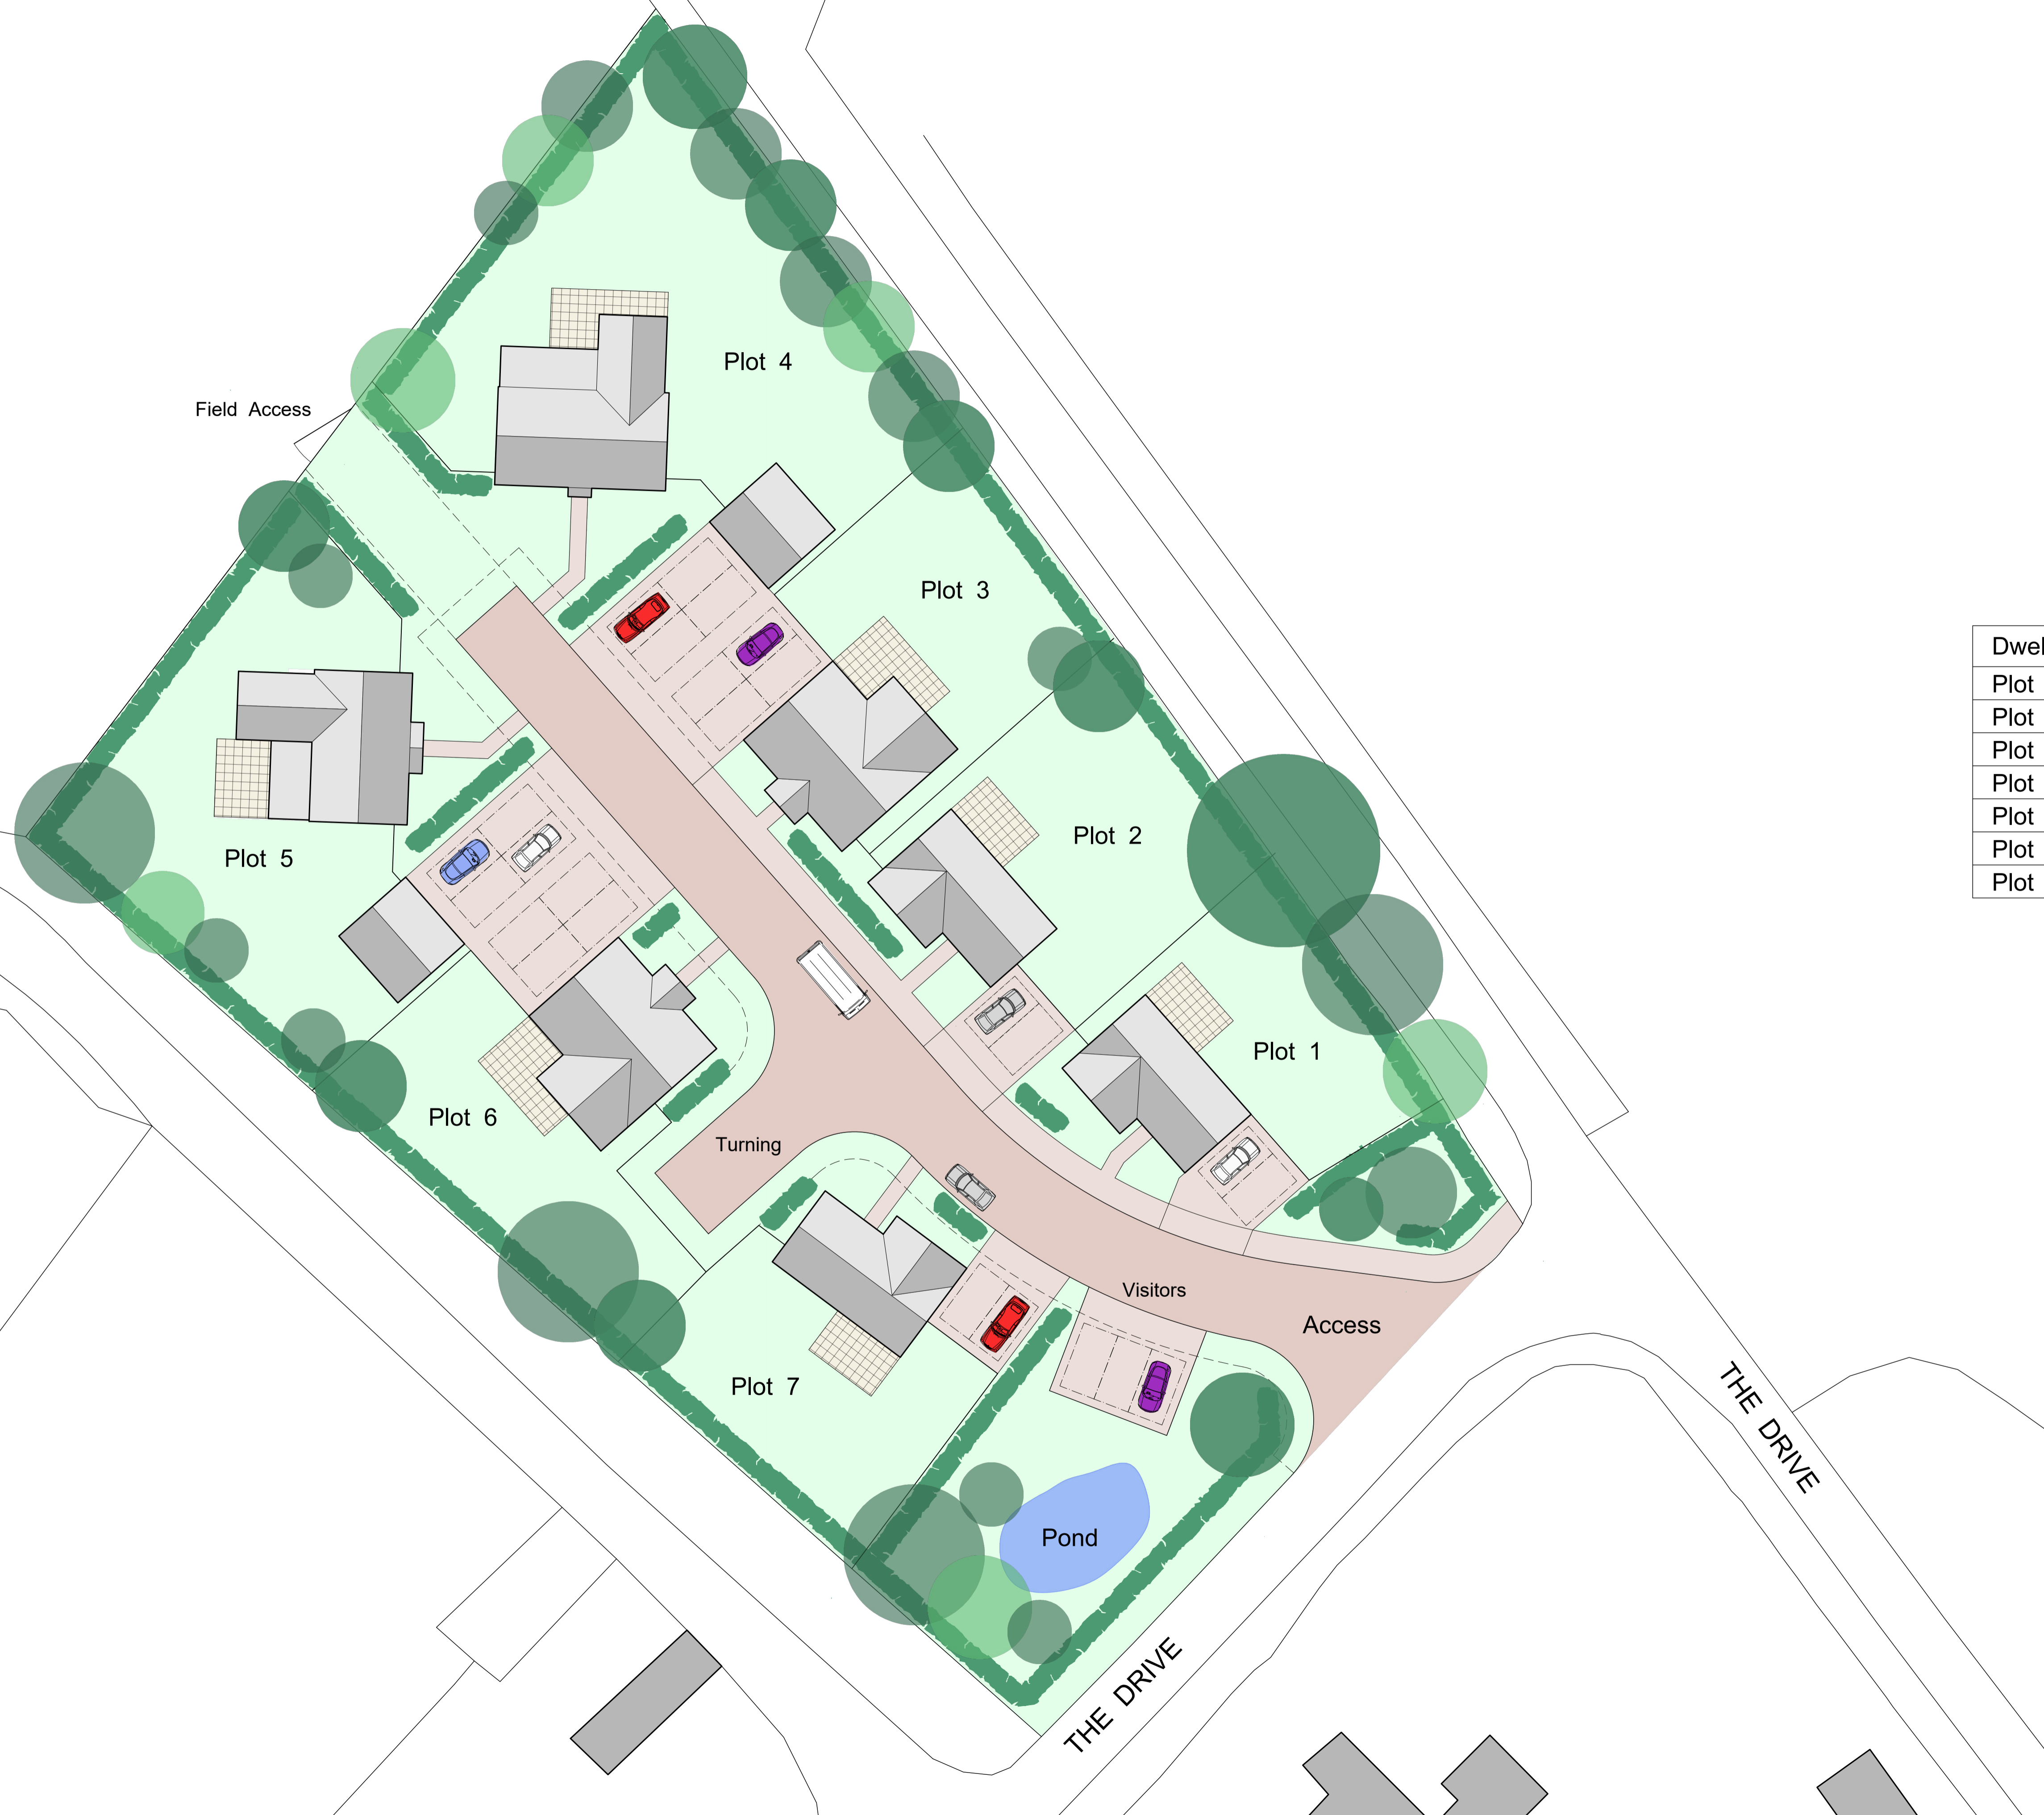 Plot 4
Field Access
Plot 3
Dwel
Plot
Plot
Plot
Plot
Plot
Plot
Plot
Plot 2
Plot 5
Plot 1
Plot 6
Turning
Visitors
Access
Plot 7
THE DRIVE
Pond
THE DRIVE